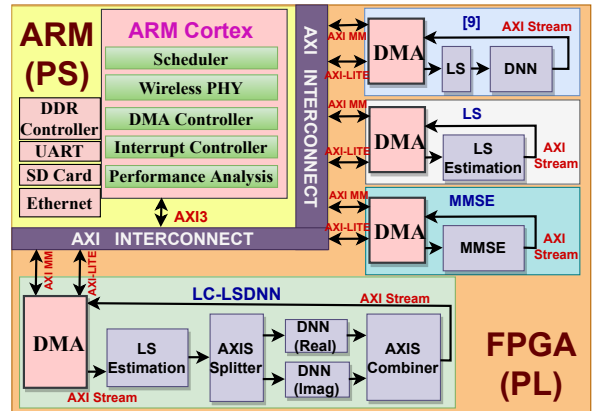 ARM
(PS)
ARM Cortex
Scheduler
Wireless PHY
DMA Controller
Interrupt Controller
Performance Analysis
DDR
Controller
UART
SD Card
Ethernet
AXI3
AXI INTERCONNECT
AXI INTERCONNECT
AXI MM
AXI-LITE
[9]
AXI Stream
DMA
LS
DNN
AXI MM
AXI-LITE
LS
DMA
LS
Estimation
AXI
Stream
AXI MM
AXI-LITE
MMSE
DMA
MMSE
AXI
Stream
AXI MM
AXI-LITE
LC-LSDNN
AXI Stream
DMA
AXI Stream
LS
Estimation
AXIS
Splitter
DNN
(Real)
DNN
(Imag)
AXIS
Combiner
FPGA
(PL)